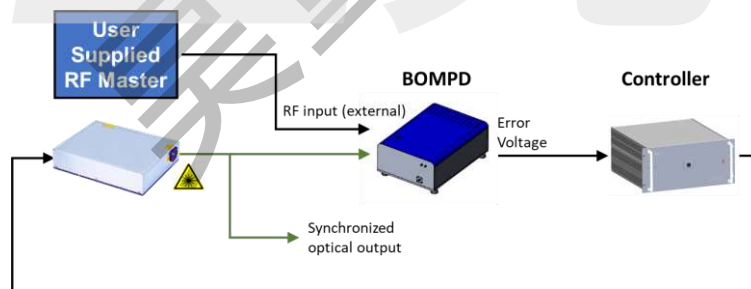 User
Supplied
RF Master
BOMPD
Controller
RF input (external)
Error
Voltage
Synchronized
optical output